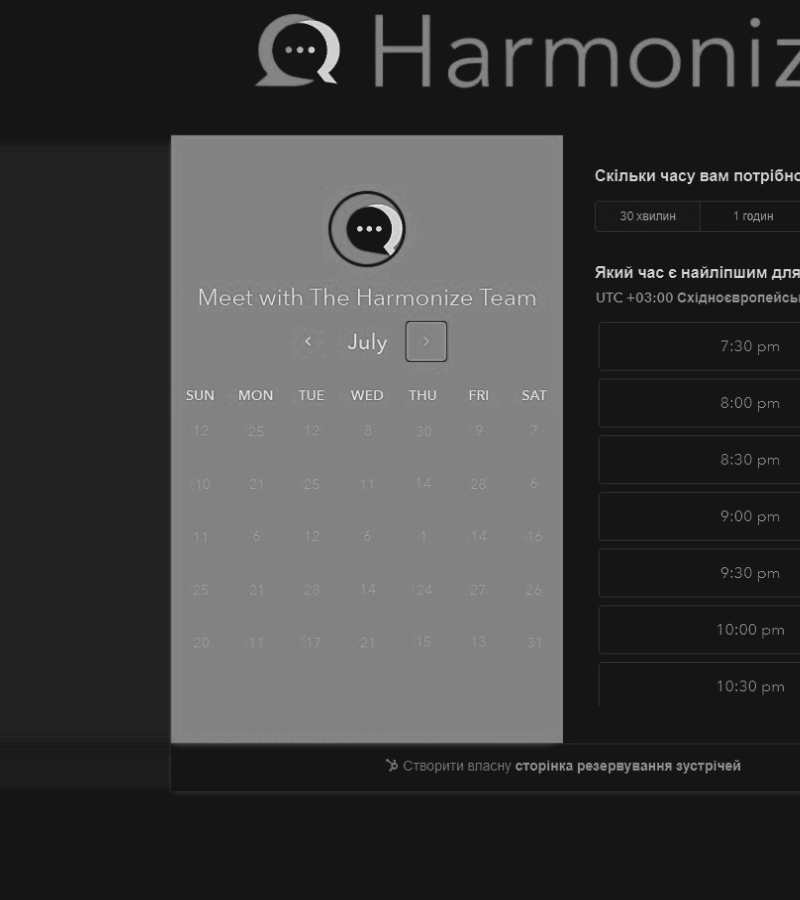 Harmoniz
Meet with The Harmonize Team
July
SUN MON TUE WED THU FRI SAT
12 25 12 8 30 9 7
10 21 25 11 14 28 6
11 6 12 6 1 14 16
25 21 28 14 24 27 26
20 11 17 21 15 13 31
Скільки часу вам потрібно
30 хвилин 1 годин
Який час є найліпшим для
UTC +03:00 Східноєвропейсь
7:30 pm
8:00 pm
8:30 pm
9:00 pm
9:30 pm
10:00 pm
10:30 pm
Створити власну сторінка резервування зустрічей